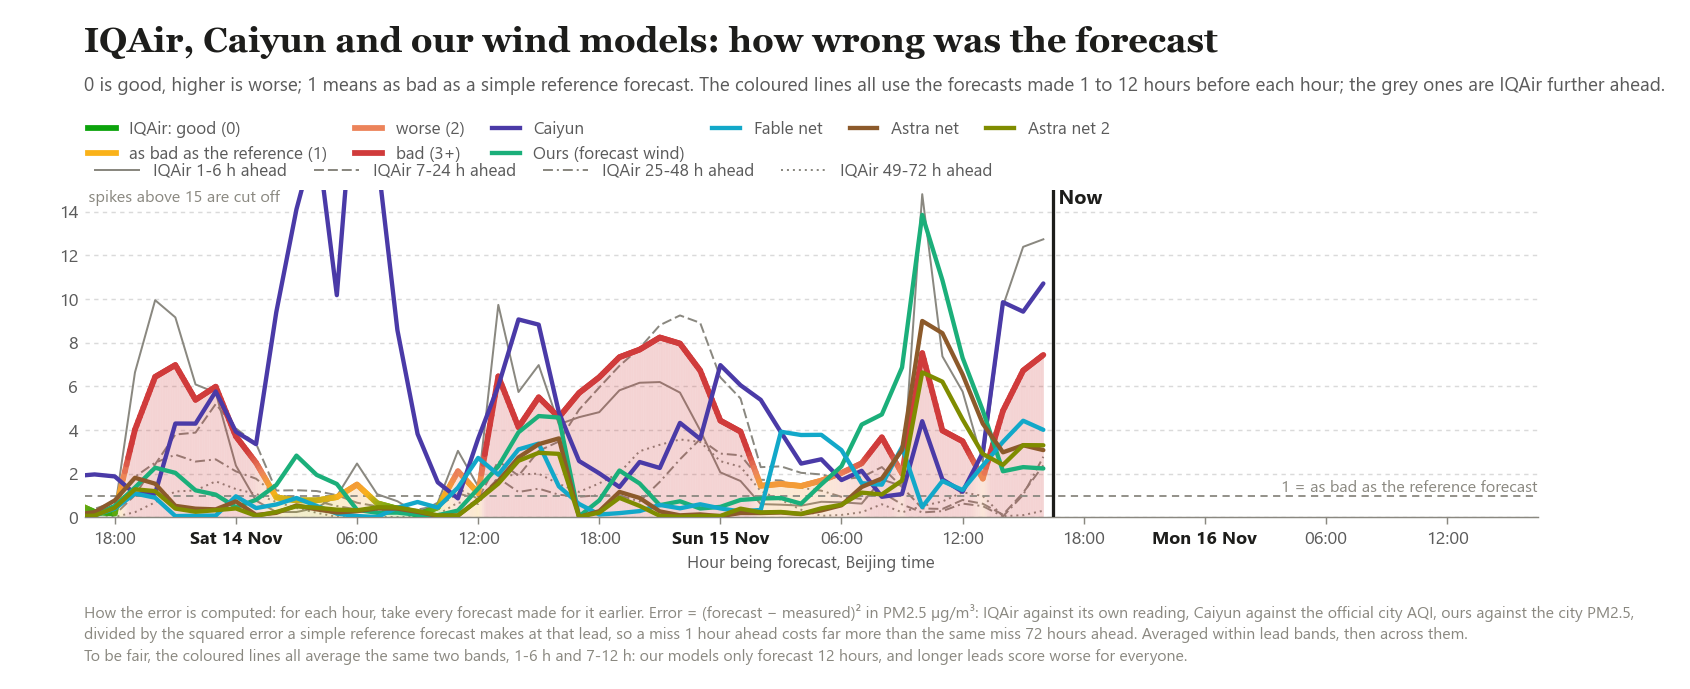 IQAir, Caiyun and our wind models: how wrong was the forecast
0 is good, higher is worse; 1 means as bad as a simple reference forecast. The coloured lines all use the forecasts made 1 to 12 hours before each hour; the grey ones are IQAir further ahead.
IQAir: good (0) worse (2) Caiyun Fable net Astra net Astra net 2
as bad as the reference (1) bad (3+) Ours (forecast wind)
IQAir 1-6 h ahead IQAir 7-24 h ahead IQAir 25-48 h ahead IQAir 49-72 h ahead
spikes above 15 are cut off
Now
14
12
10
8
6
4
2
1 = as bad as the reference forecast
0
18:00 Sat 14 Nov 06:00 12:00 18:00 Sun 15 Nov 06:00 12:00 18:00 Mon 16 Nov 06:00 12:00
Hour being forecast, Beijing time
How the error is computed: for each hour, take every forecast made for it earlier. Error = (forecast − measured)² in PM2.5 µg/m³: IQAir against its own reading, Caiyun against the official city AQI, ours against the city PM2.5,
divided by the squared error a simple reference forecast makes at that lead, so a miss 1 hour ahead costs far more than the same miss 72 hours ahead. Averaged within lead bands, then across them.
To be fair, the coloured lines all average the same two bands, 1-6 h and 7-12 h: our models only forecast 12 hours, and longer leads score worse for everyone.